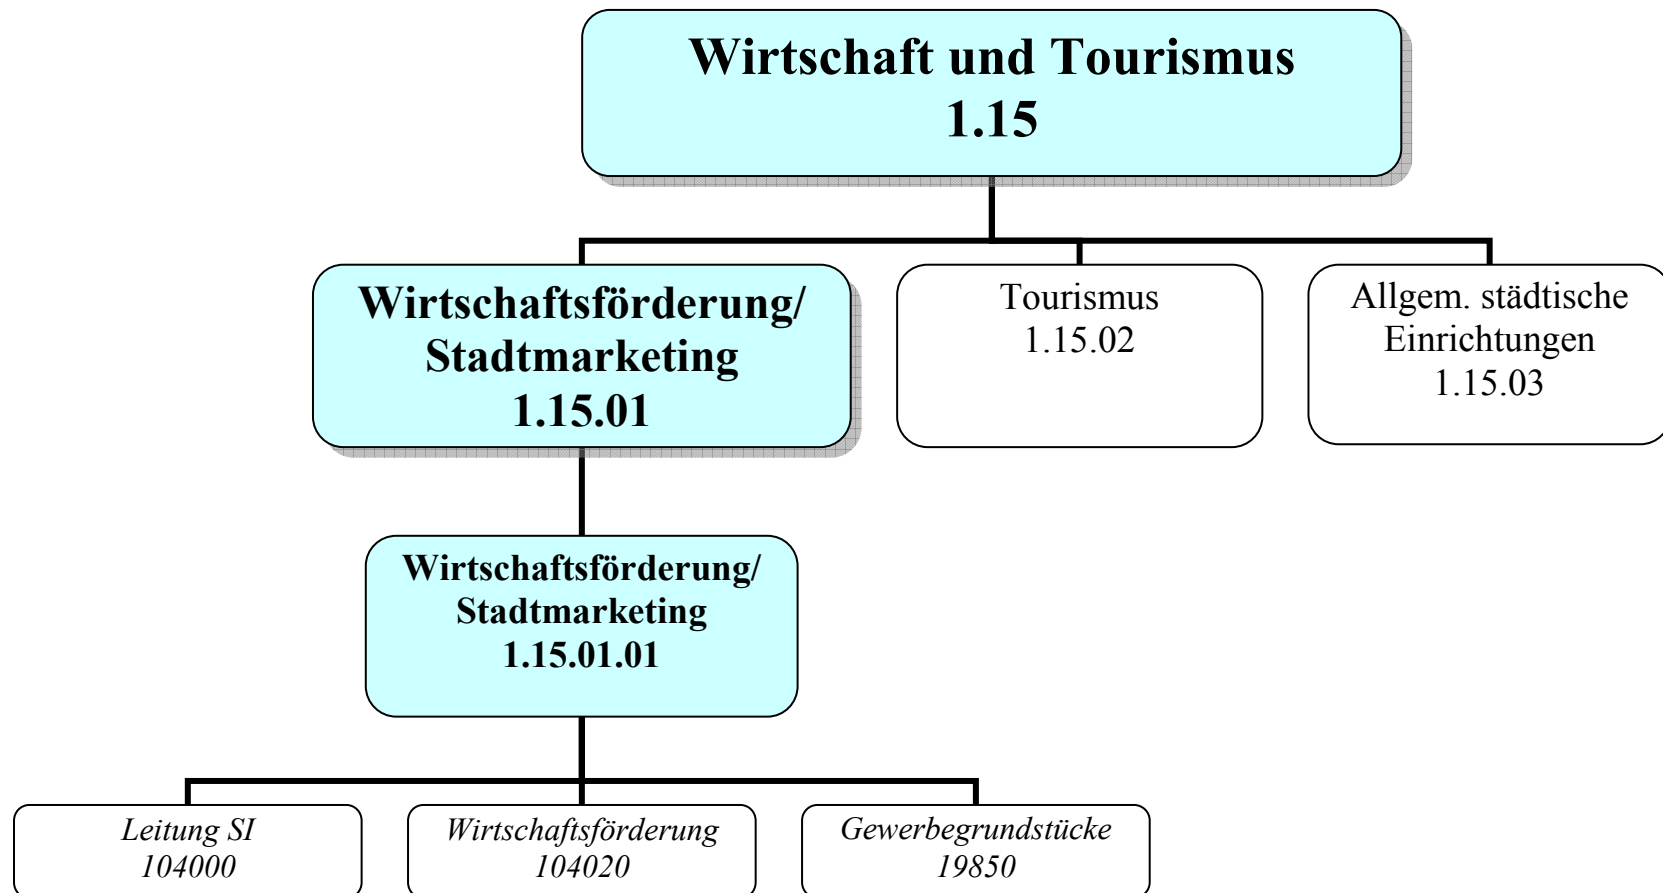 Wirtschaft und Tourismus
1.15
Wirtschaftsförderung/
Stadtmarketing
1.15.01
Tourismus
1.15.02
Allgem. städtische
Einrichtungen
1.15.03
Wirtschaftsförderung/
Stadtmarketing
1.15.01.01
Leitung SI
104000
Wirtschaftsförderung
104020
Gewerbegrundstücke
19850